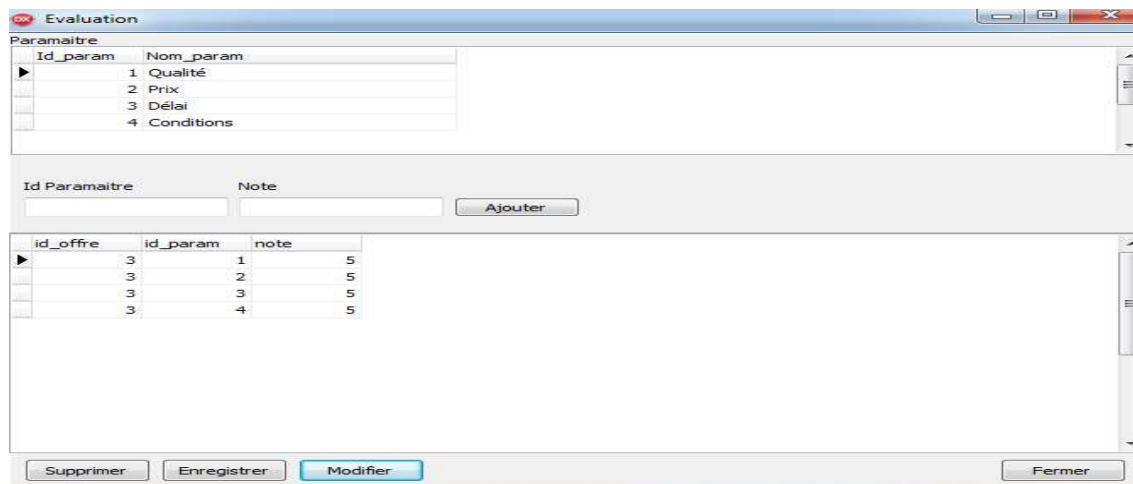 DX Evaluation
Paramaitre
Id_param Nom_param
1 Qualité
2 Prix
3 Délai
4 Conditions
Id Paramaitre Note
Ajouter
id_offre id_param note
3 1 5
3 2 5
3 3 5
3 4 5
Supprimer Enregistrer Modifier Fermer